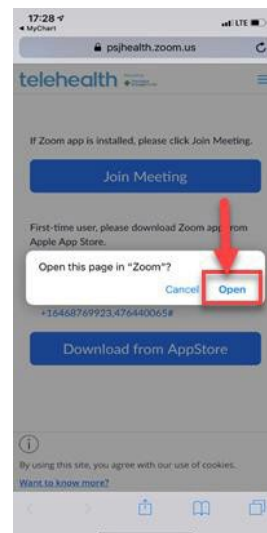 17:28
LTE
MyChart
psjhealth.zoom.us
telehealth
If Zoom app is installed, please click Join Meeting.
Join Meeting
First-time user, please download Zoom app from
Apple App Store.
Open this page in "Zoom"?
Cancel Open
+16468769923,476440065#
Download from AppStore
By using this site, you agree with our use of cookies.
Want to know more?